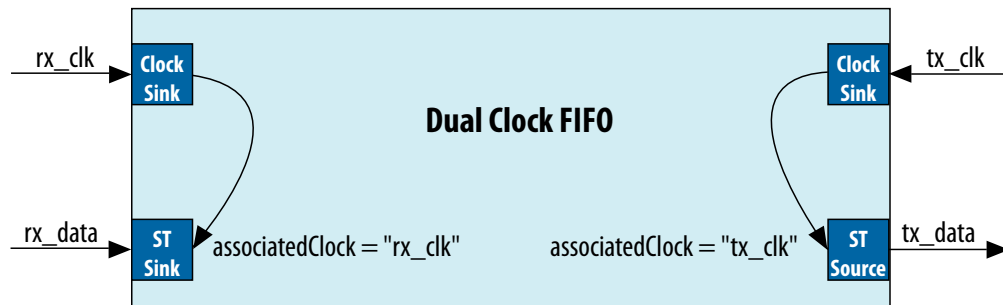 rx_clk
Clock
Sink
Clock
Sink
tx_clk
Dual Clock FIFO
rx_data
ST
Sink
associatedClock = "rx_clk"
associatedClock = "tx_clk"
ST
Source
tx_data